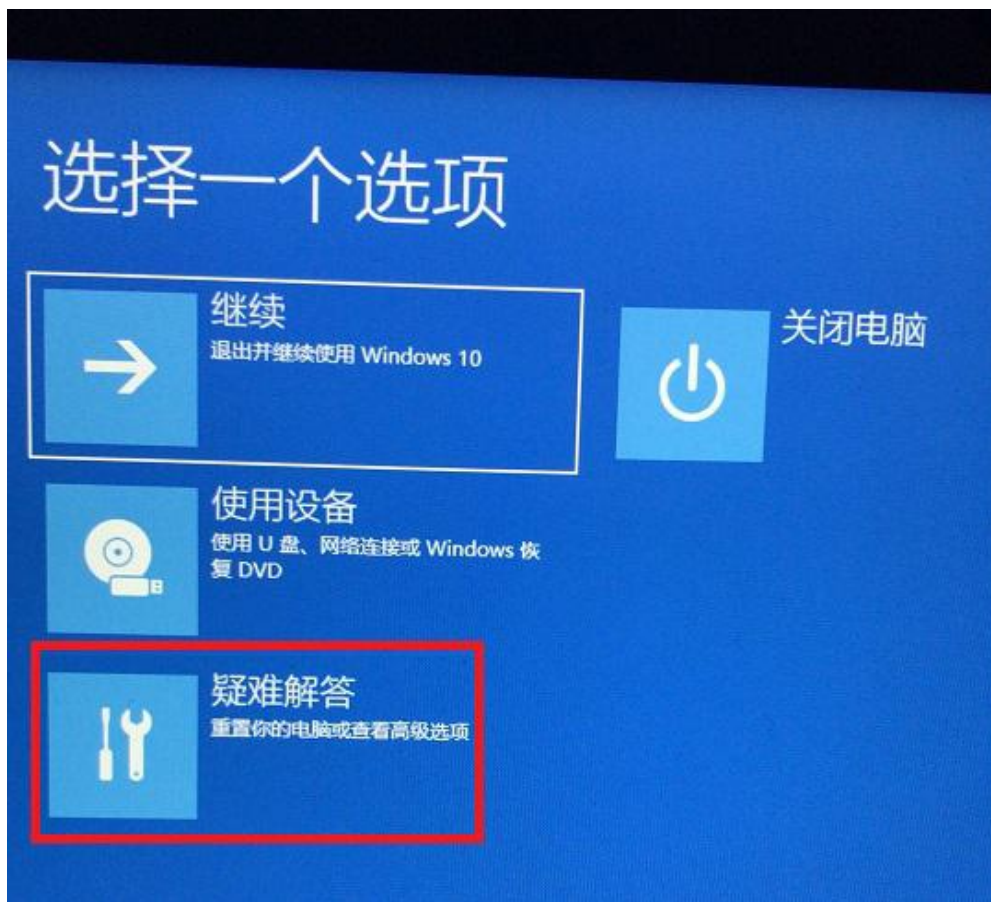 选择一个选项
继续
退出并继续使用 Windows 10
关闭电脑
使用设备
使用 U 盘、网络连接或 Windows 恢
复 DVD
疑难解答
重置你的电脑或查看高级选项